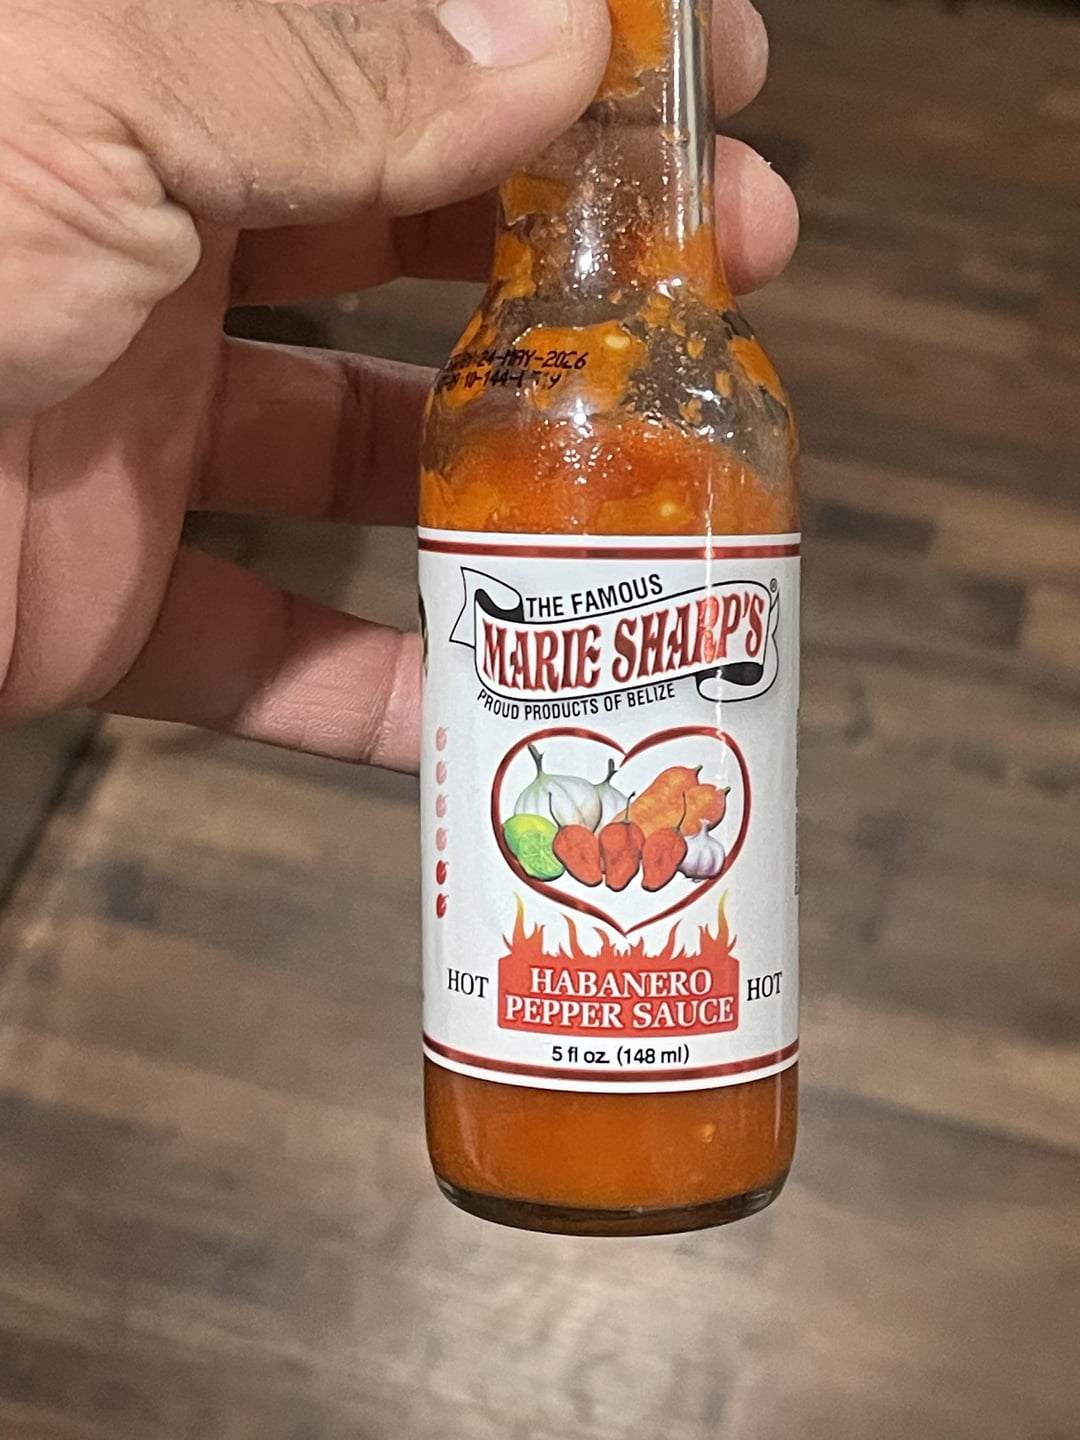 24-MAY-2026
THE FAMOUS
MARIE SHARP'S®
PROUD PRODUCTS OF BELIZE
HOT HABANERO HOT
PEPPER SAUCE
5 fl oz. (148 ml)